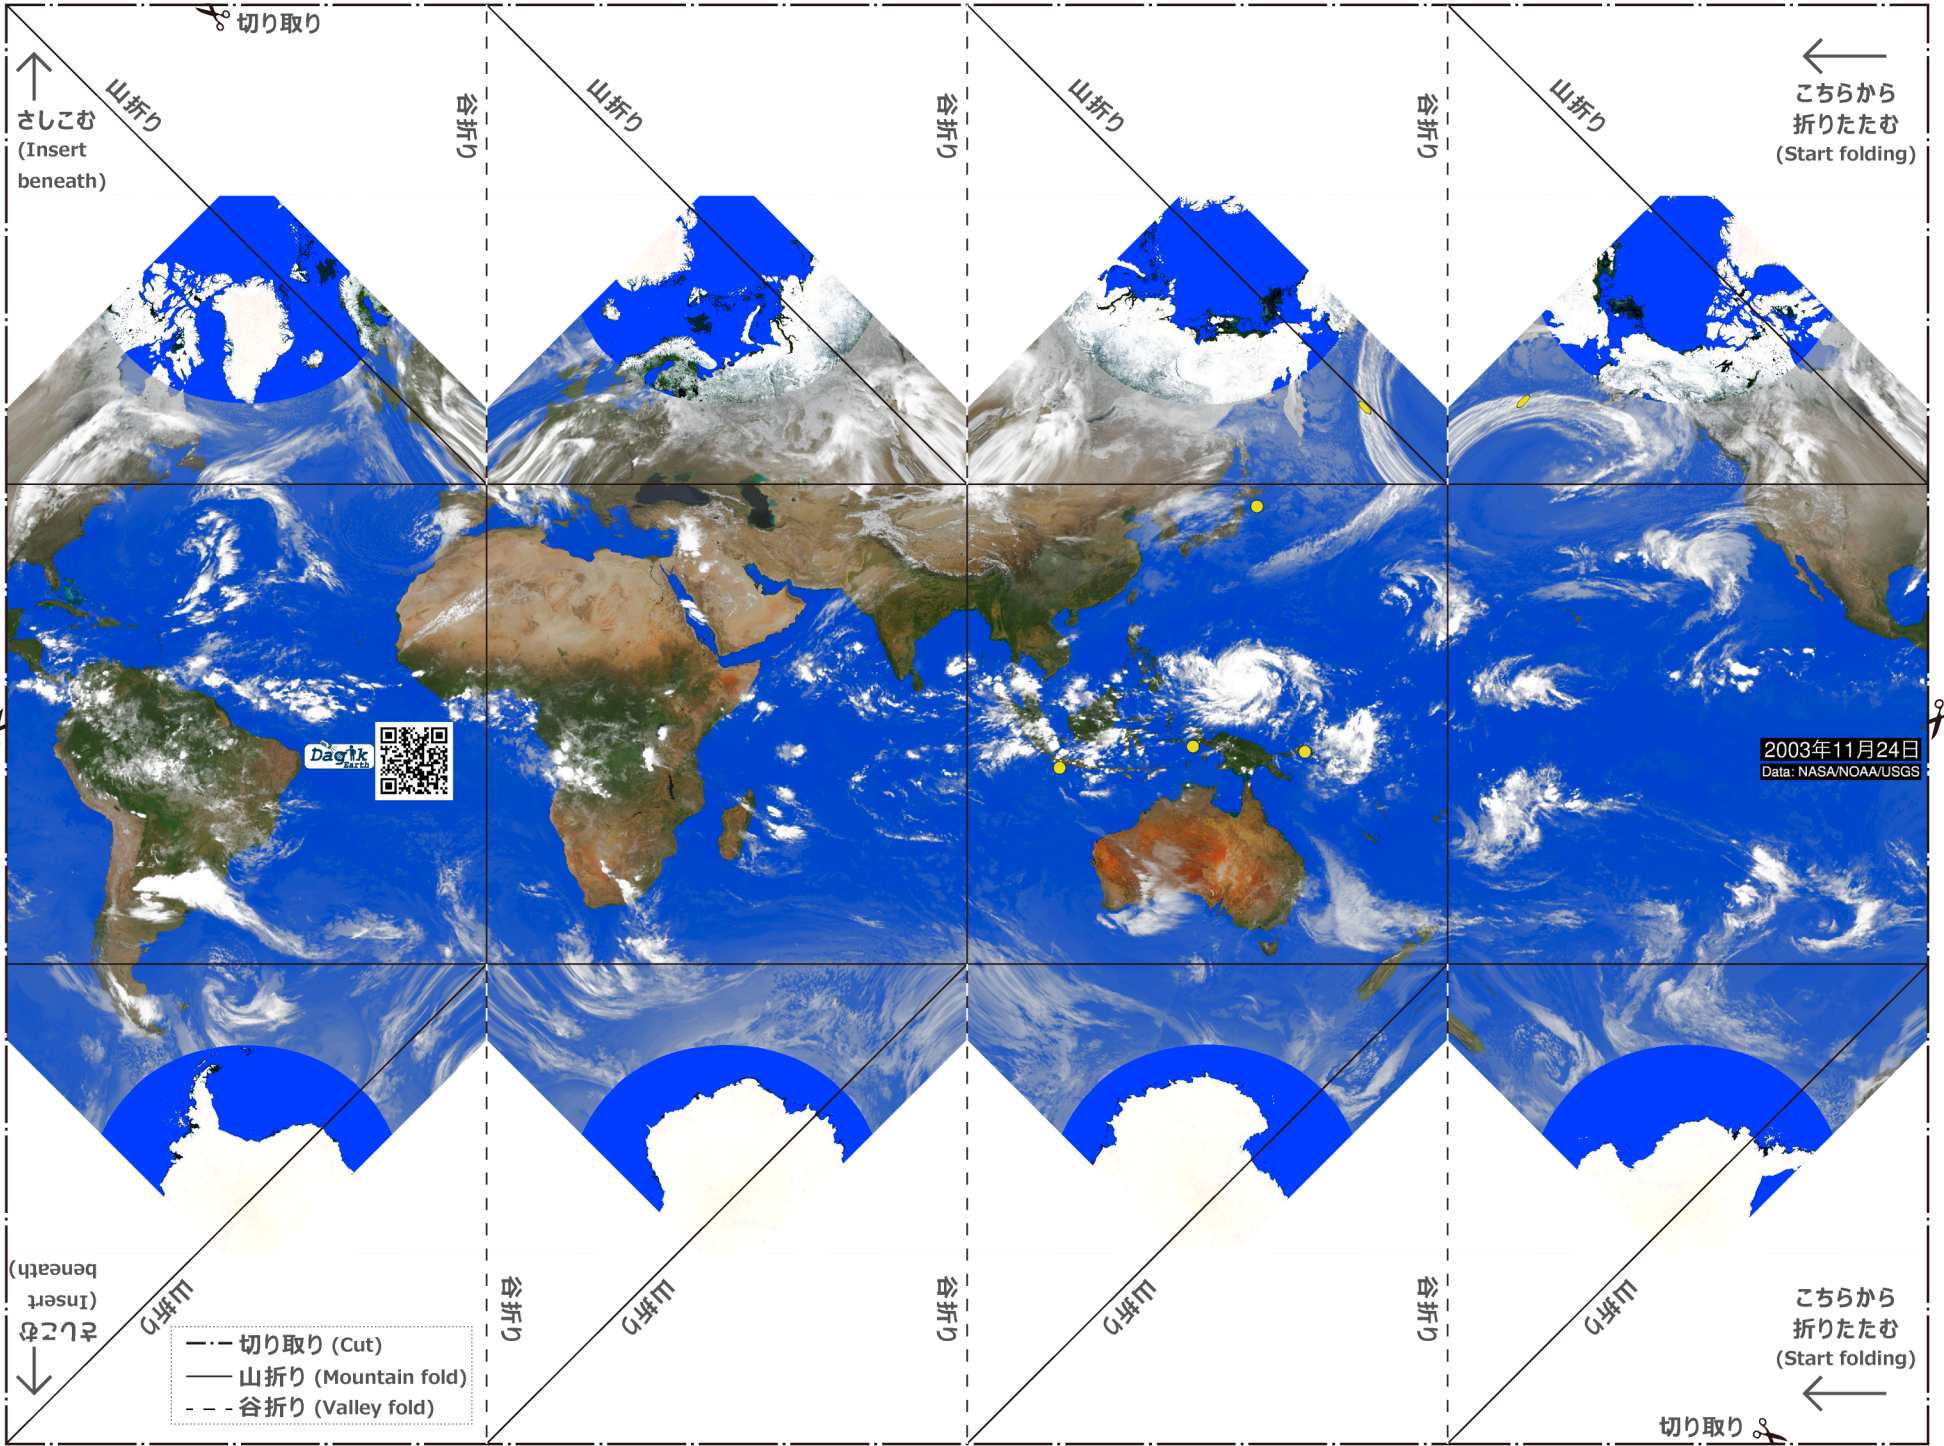 切り取り
山折り
谷折り
山折り
谷折り
山折り
谷折り
山折り
さしこむ
(Insert
beneath)
こちらから
折りたたむ
(Start folding)
Dagik
Earth
2003年11月24日
Data: NASA/NOAA/USGS
さしこむ
(Insert
beneath)
山折り
谷折り
山折り
谷折り
山折り
谷折り
山折り
切り取り (Cut)
山折り (Mountain fold)
谷折り (Valley fold)
こちらから
折りたたむ
(Start folding)
切り取り